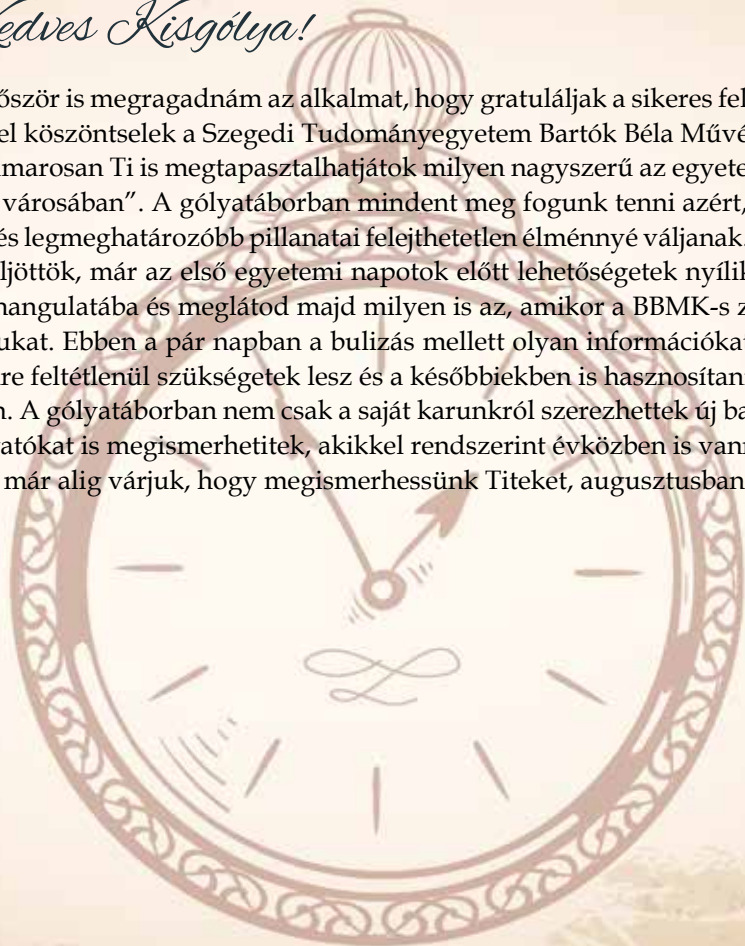 edves Kisgólya!
őször is megragadnám az alkalmat, hogy gratuláljak a sikeres fel
el köszöntselek a Szegedi Tudományegyetem Bartók Béla Művé
marosan Ti is megtapasztalhatjátok milyen nagyszerű az egyete
városában”. A gólyatáborban mindent meg fogunk tenni azért,
és legmeghatározóbb pillanatai felejthetetlen élménnyé váljanak.
ljöttök, már az első egyetemi napotok előtt lehetőségetek nyílik
hangulatába és meglátod majd milyen is az, amikor a BBMK-s z
ukat. Ebben a pár napban a bulizás mellett olyan információka
re feltétlenül szükségetek lesz és a későbbiekben is hasznosítan
n. A gólyatáborban nem csak a saját karunkról szerezhettek új ba
atókat is megismerhetitek, akikkel rendszerint évközben is van
már alig várjuk, hogy megismerhessünk Titeket, augusztusban